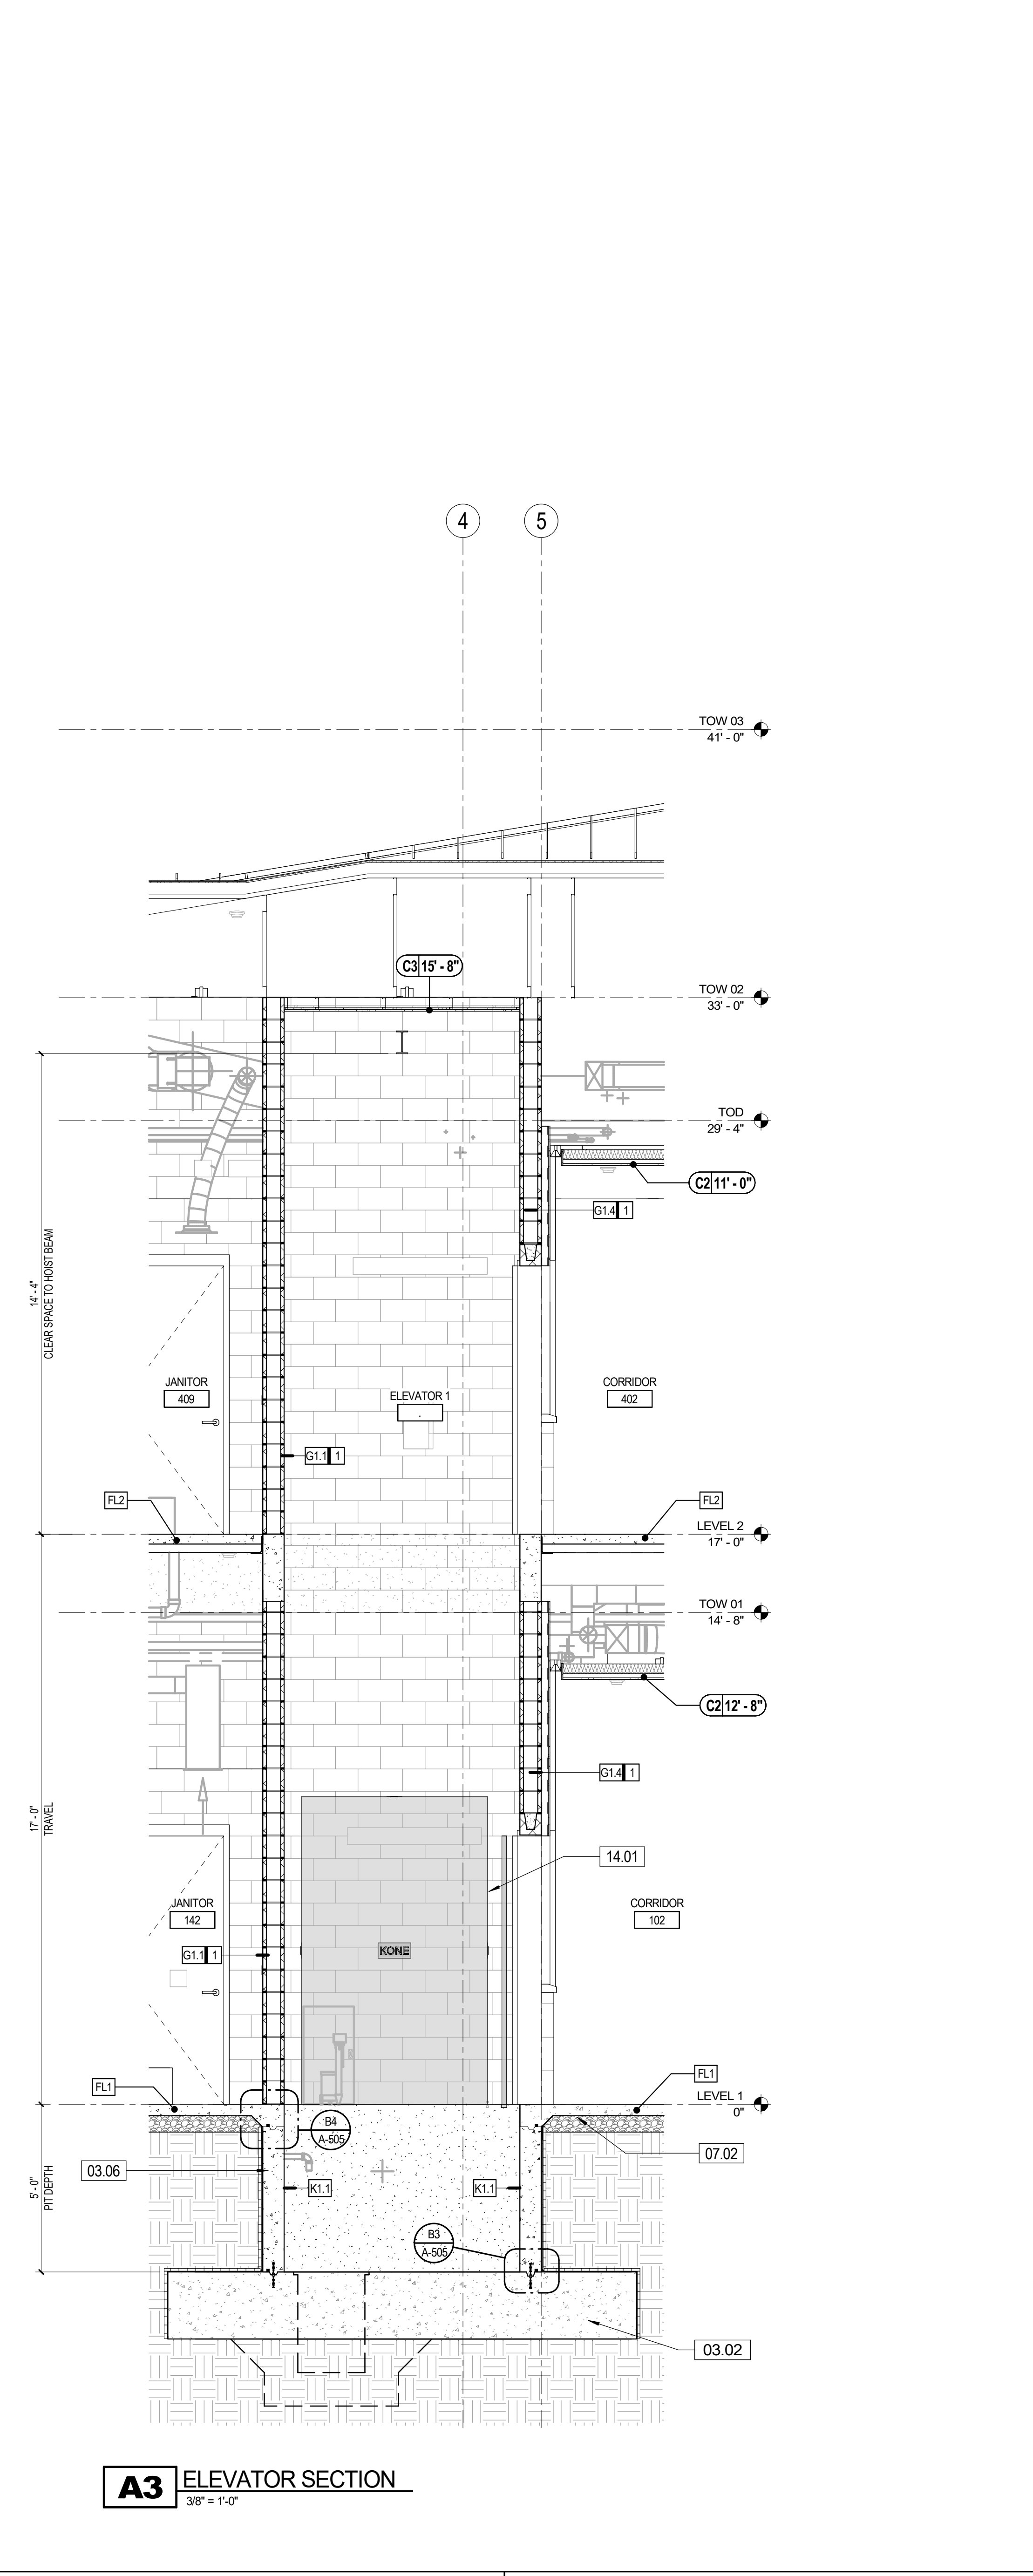 4
5
TOW 03
41' - 0"
C3 15' - 8"
TOW 02
33' - 0"
TOD
29' - 4"
C2 11' - 0"
G1.4 1
14' - 4"
CLEAR SPACE TO HOIST BEAM
JANITOR
409
ELEVATOR 1
CORRIDOR
402
G1.1 1
FL2
FL2
LEVEL 2
17' - 0"
TOW 01
14' - 8"
C2 12' - 8"
G1.4 1
17' - 0"
TRAVEL
14.01
JANITOR
142
CORRIDOR
102
KONE
G1.1 1
FL1
FL1
LEVEL 1
0"
B4
A-505
07.02
03.06
5' - 0"
PIT DEPTH
K1.1
K1.1
B3
A-505
03.02
A3
ELEVATOR SECTION
3/8" = 1'-0"